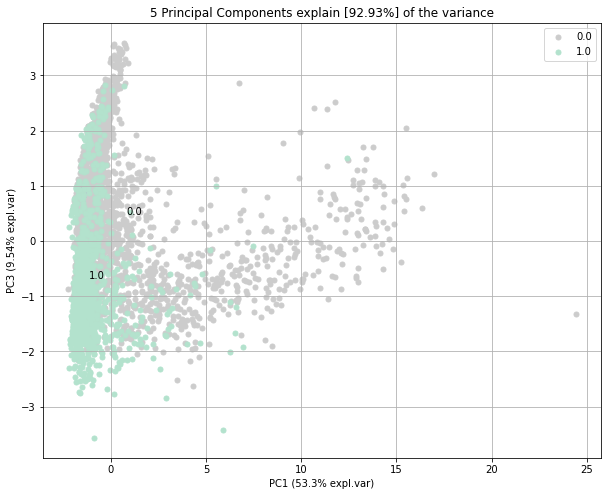 5 Principal Components explain [92.93%] of the variance
0.0
1.0
3
2
1
0.0
0
1.0
−1
−2
−3
PC3 (9.54% expl.var)
0 5 10 15 20 25
PC1 (53.3% expl.var)